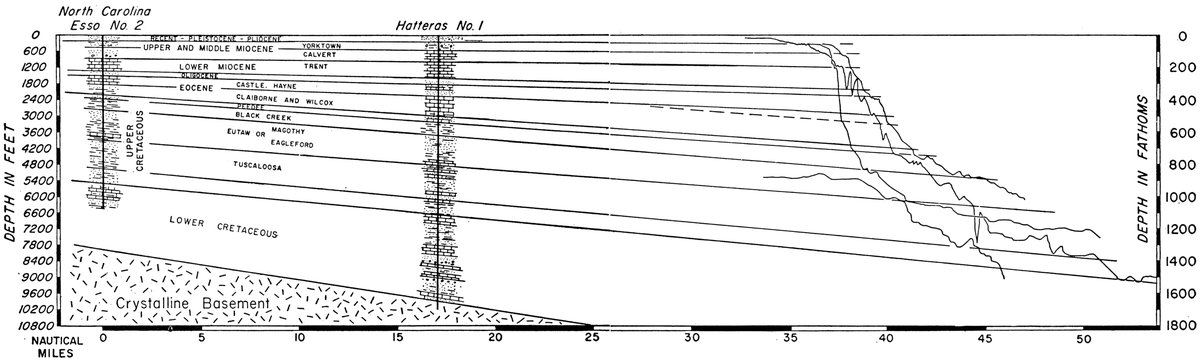 North Carolina
Esso No. 2
Hatteras No. 1
RECENT - PLEISTOCENE - PLIOCENE
UPPER AND MIDDLE MIOCENE
YORKTOWN
CALVERT
LOWER MIOCENE
TRENT
OLIGOCENE
EOCENE
CASTLE HAYNE
CLAIBORNE AND WILCOX
PEEDEE
BLACK CREEK
EUTAW OR MAGOTHY
EAGLEFORD
UPPER
CRETACEOUS
TUSCALOOSA
LOWER CRETACEOUS
Crystalline Basement
DEPTH IN FEET
0
600
1200
1800
2400
3000
3600
4200
4800
5400
6000
6600
7200
7800
8400
9000
9600
10200
10800
DEPTH IN FATHOMS
0
200
400
600
800
1000
1200
1400
1600
1800
NAUTICAL
MILES
0 5 10 15 20 25 30 35 40 45 50